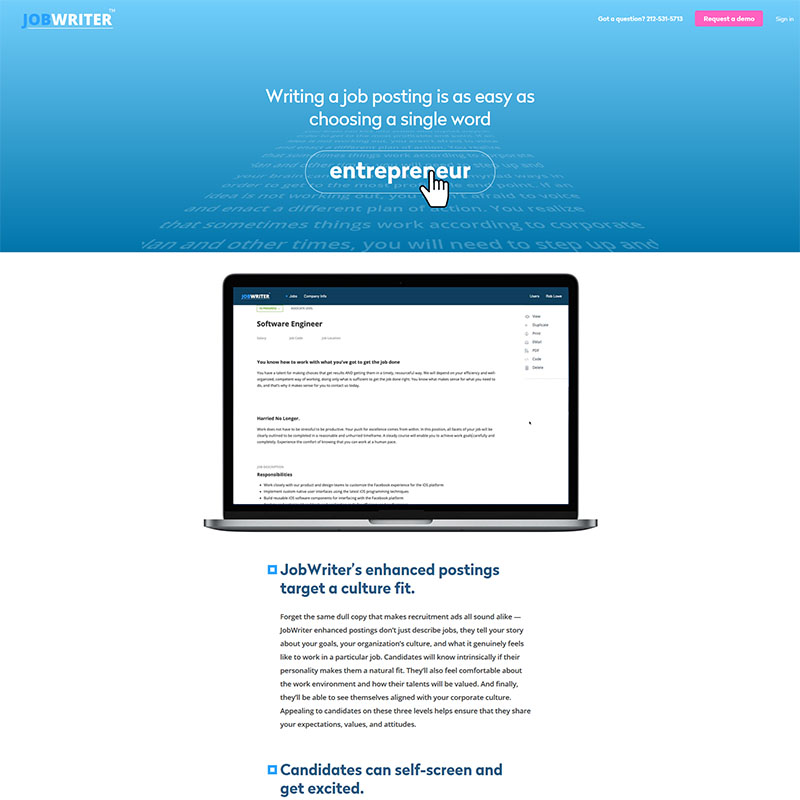 JOBWRITER™
Got a question? 212-531-5713
Request a demo
Sign in
Writing a job posting is as easy as
choosing a single word
entrepreneur
order to get to the most pro
end point. If an
idea is not working out, you
t afraid to voice
and enact a different plan of action. You realize
that sometimes things work according to corporate
plan and other times, you will need to step up and
JOBWRITER
Jobs
Company Info
Users
Rob Lowe
Software Engineer
Job Code
Job Location
View
Duplicate
Print
Detail
PDF
Code
Delete
You know how to work with what you've got to get the job done
You have a talent for making choices that get results AND getting them in a timely, resourceful way. We will depend on your efficiency and well-
organized, competent way of working, doing only what is sufficient to get the job done right. You know what makes sense for what you need to
do, and that's why it makes sense for you to contact us today.
Harried No Longer.
Work does not have to be stressful to be productive. Your push for excellence comes from within. In this position, all facets of your job will be
clearly outlined to be completed in a reasonable and unhurried timeframe. A steady course will enable you to achieve work goals carefully and
completely. Experience the comfort of knowing that you can work at a human pace.
JOB DESCRIPTION
Responsibilities
Work closely with our product and design teams to customize the Facebook experience for the iOS platform
Implement custom native user interfaces using the latest iOS programming techniques
Build reusable iOS software components for interfacing with the Facebook platform
JobWriter's enhanced postings
target a culture fit.
Forget the same dull copy that makes recruitment ads all sound alike —
JobWriter enhanced postings don't just describe jobs, they tell your story
about your goals, your organization's culture, and what it genuinely feels
like to work in a particular job. Candidates will know intrinsically if their
personality makes them a natural fit. They'll also feel comfortable about
the work environment and how their talents will be valued. And finally,
they'll be able to see themselves aligned with your corporate culture.
Appealing to candidates on these three levels helps ensure that they share
your expectations, values, and attitudes.
Candidates can self-screen and
get excited.